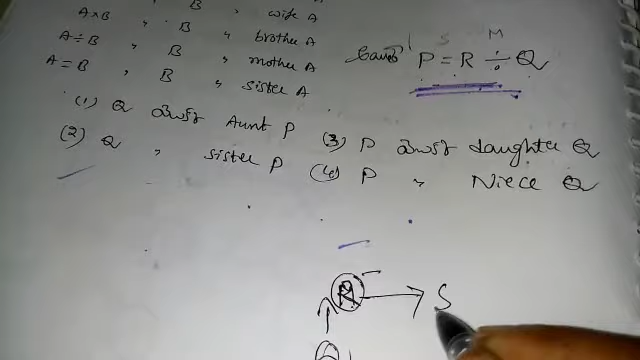 B „ wife A
A×B „ B „ brother A
A÷B „ B „ mother A
A=B „ B „ sister A
P = R ÷ Q
S M
(1) Q Aunt P (3) P daughter Q
(2) Q „ sister P (4) P „ Niece Q
S